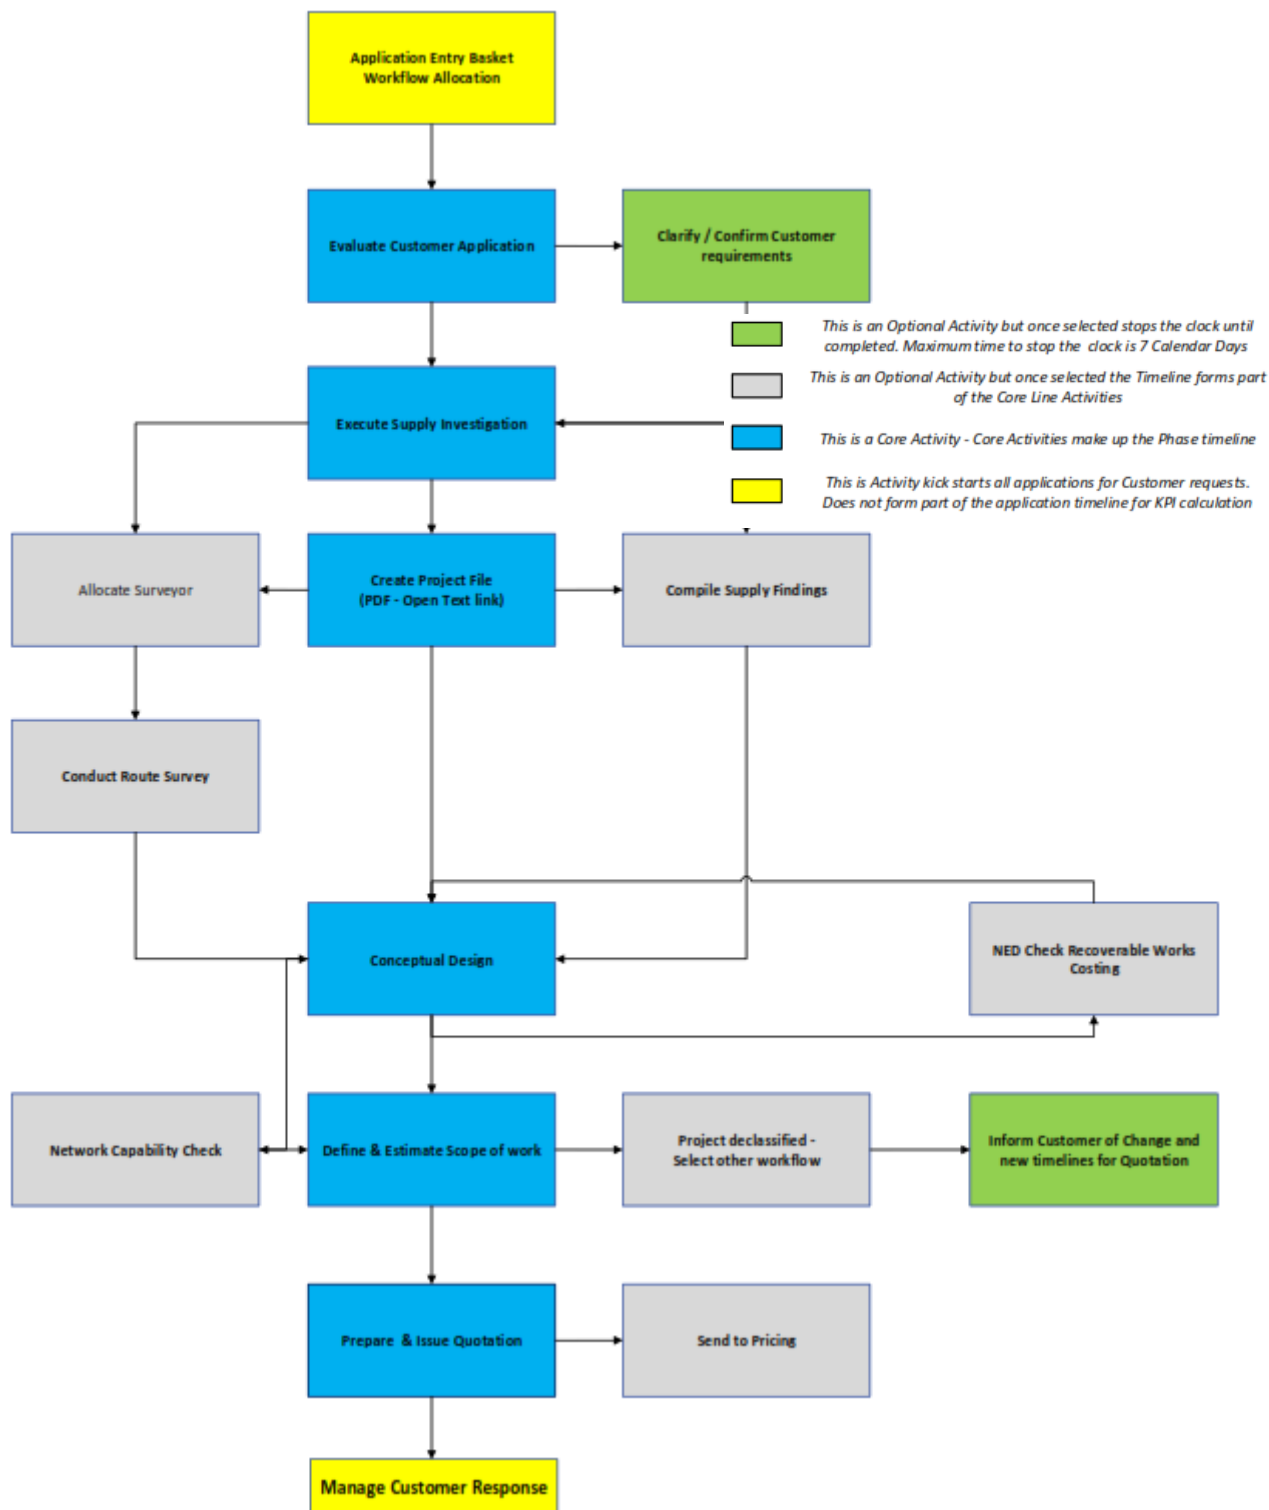 Application Entry Basket
Workflow Allocation
Evaluate Customer Application
Clarify / Confirm Customer
requirements
This is an Optional Activity but once selected stops the clock until
completed. Maximum time to stop the clock is 7 Calendar Days
This is an Optional Activity but once selected the Timeline forms part
of the Core Line Activities
Execute Supply Investigation
This is a Core Activity - Core Activities make up the Phase timeline
This is Activity kick starts all applications for Customer requests.
Does not form part of the application timeline for KPI calculation
Allocate Surveyor
Create Project File
(PDF - Open Text link)
Compile Supply Findings
Conduct Route Survey
Conceptual Design
NED Check Recoverable Works
Costing
Network Capability Check
Define & Estimate Scope of work
Project declassified -
Select other workflow
Inform Customer of Change and
new timelines for Quotation
Prepare & Issue Quotation
Send to Pricing
Manage Customer Response